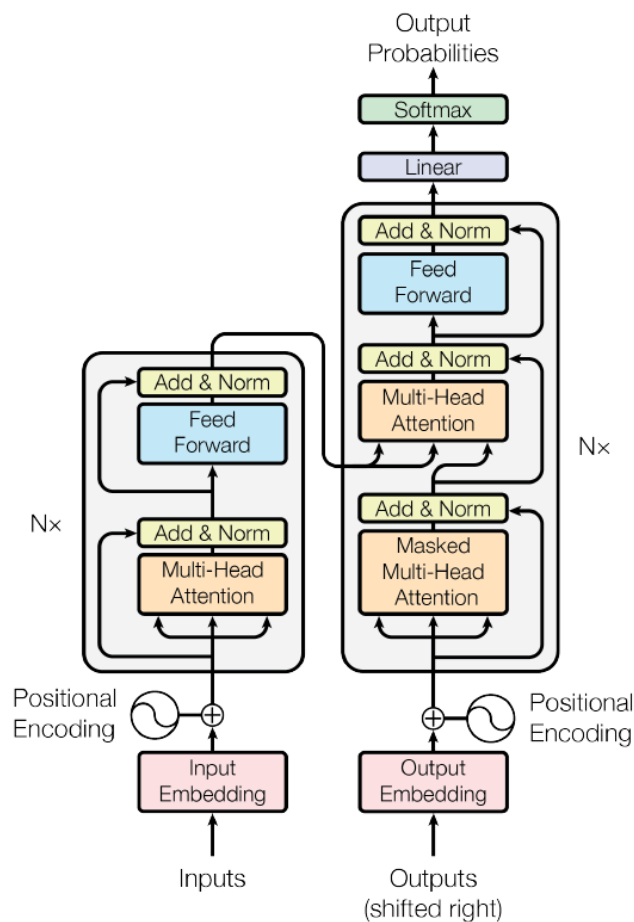 Output
Probabilities
Softmax
Linear
Add & Norm
Feed
Forward
Add & Norm
Multi-Head
Attention
Add & Norm
Masked
Multi-Head
Attention
Nx
Add & Norm
Feed
Forward
Add & Norm
Multi-Head
Attention
Nx
Positional
Encoding
Positional
Encoding
Input
Embedding
Output
Embedding
Inputs
Outputs
(shifted right)